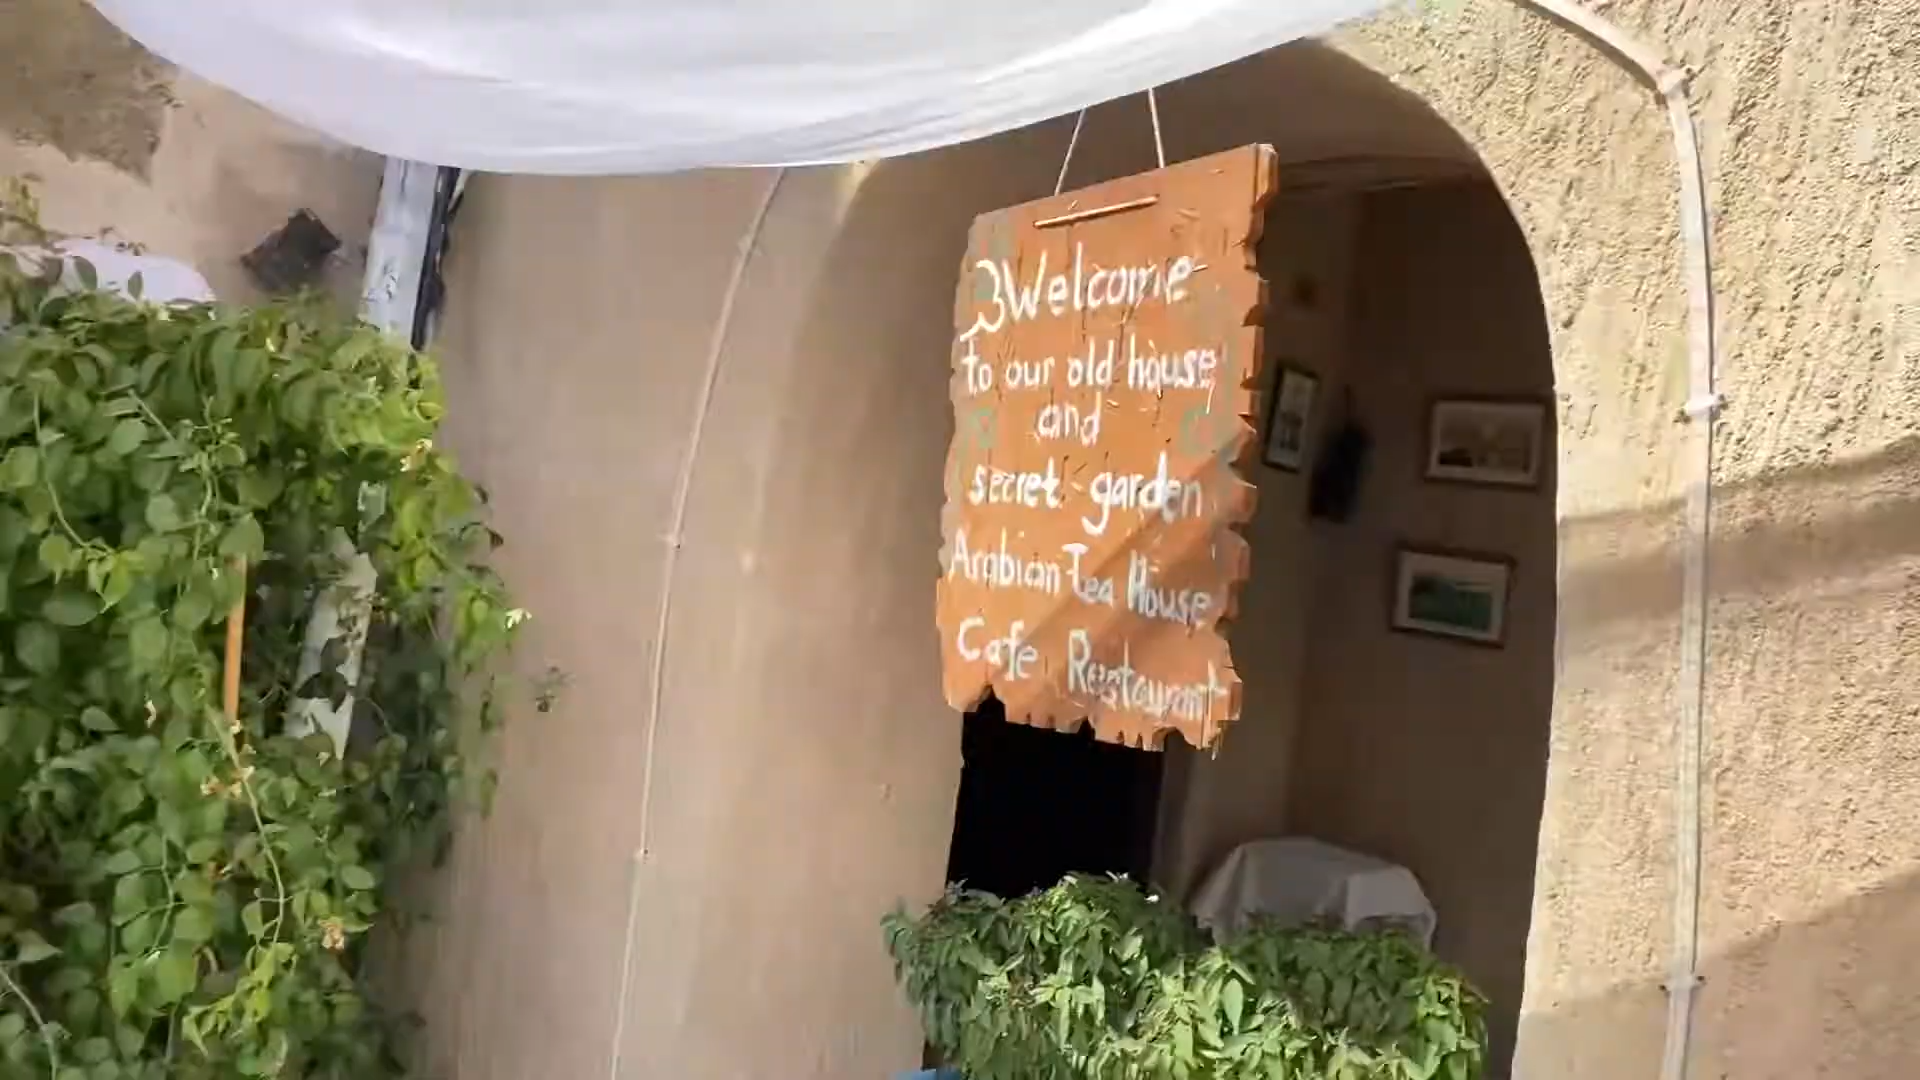 Welcome
to our old house
and
secret garden
Arabian Tea House
Cafe Restaurant